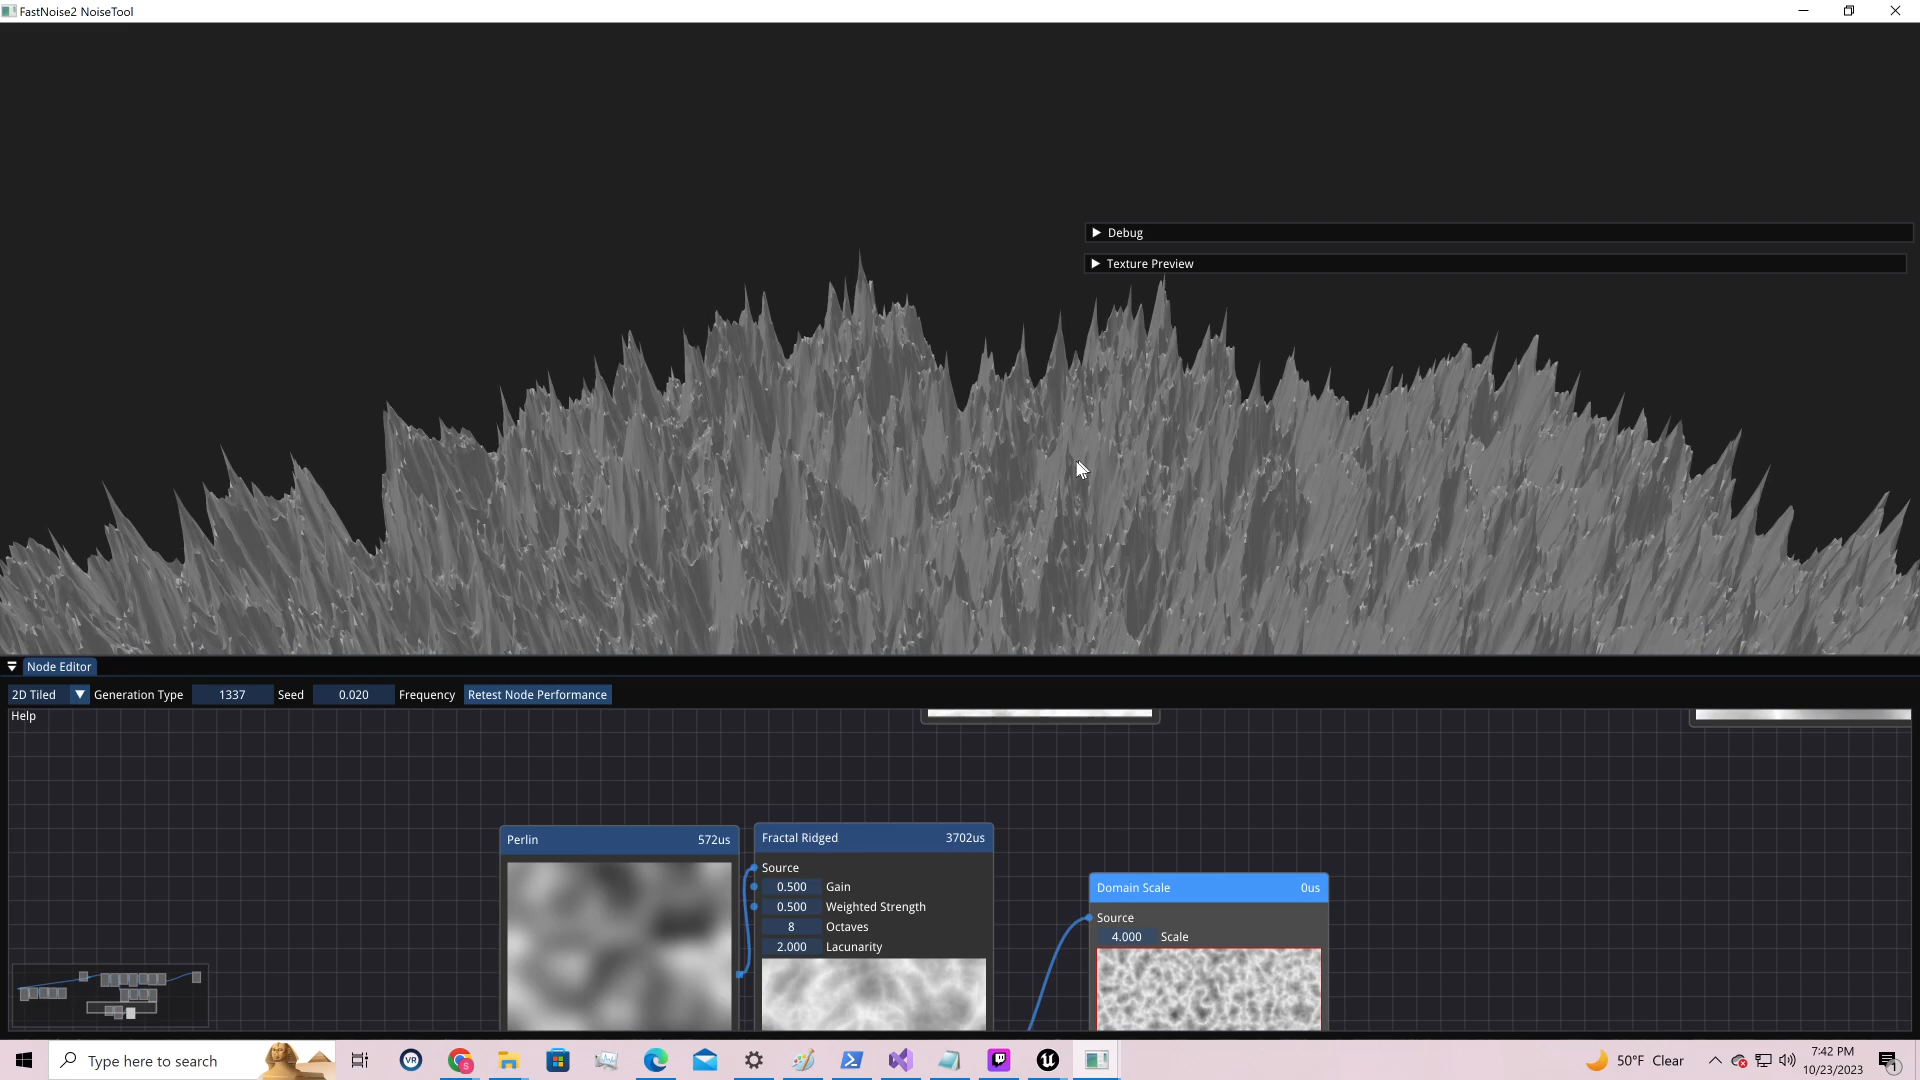 FastNoise2 NoiseTool
Debug
Texture Preview
Node Editor
2D Tiled Generation Type 1337 Seed 0.020 Frequency Retest Node Performance
Help
Perlin 572us
Fractal Ridged 3702us
Source
0.500 Gain
0.500 Weighted Strength
8 Octaves
2.000 Lacunarity
Domain Scale 0us
Source
4.000 Scale
Type here to search
VR
S
50°F Clear
7:42 PM
10/23/2023
1